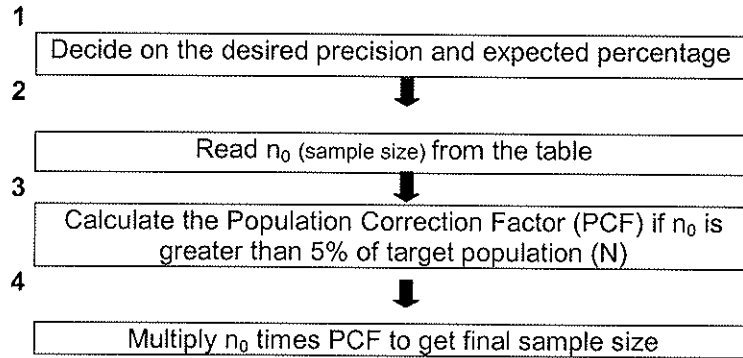 1
Decide on the desired precision and expected percentage
2
Read n₀ (sample size) from the table
3
Calculate the Population Correction Factor (PCF) if n₀ is
greater than 5% of target population (N)
4
Multiply n₀ times PCF to get final sample size